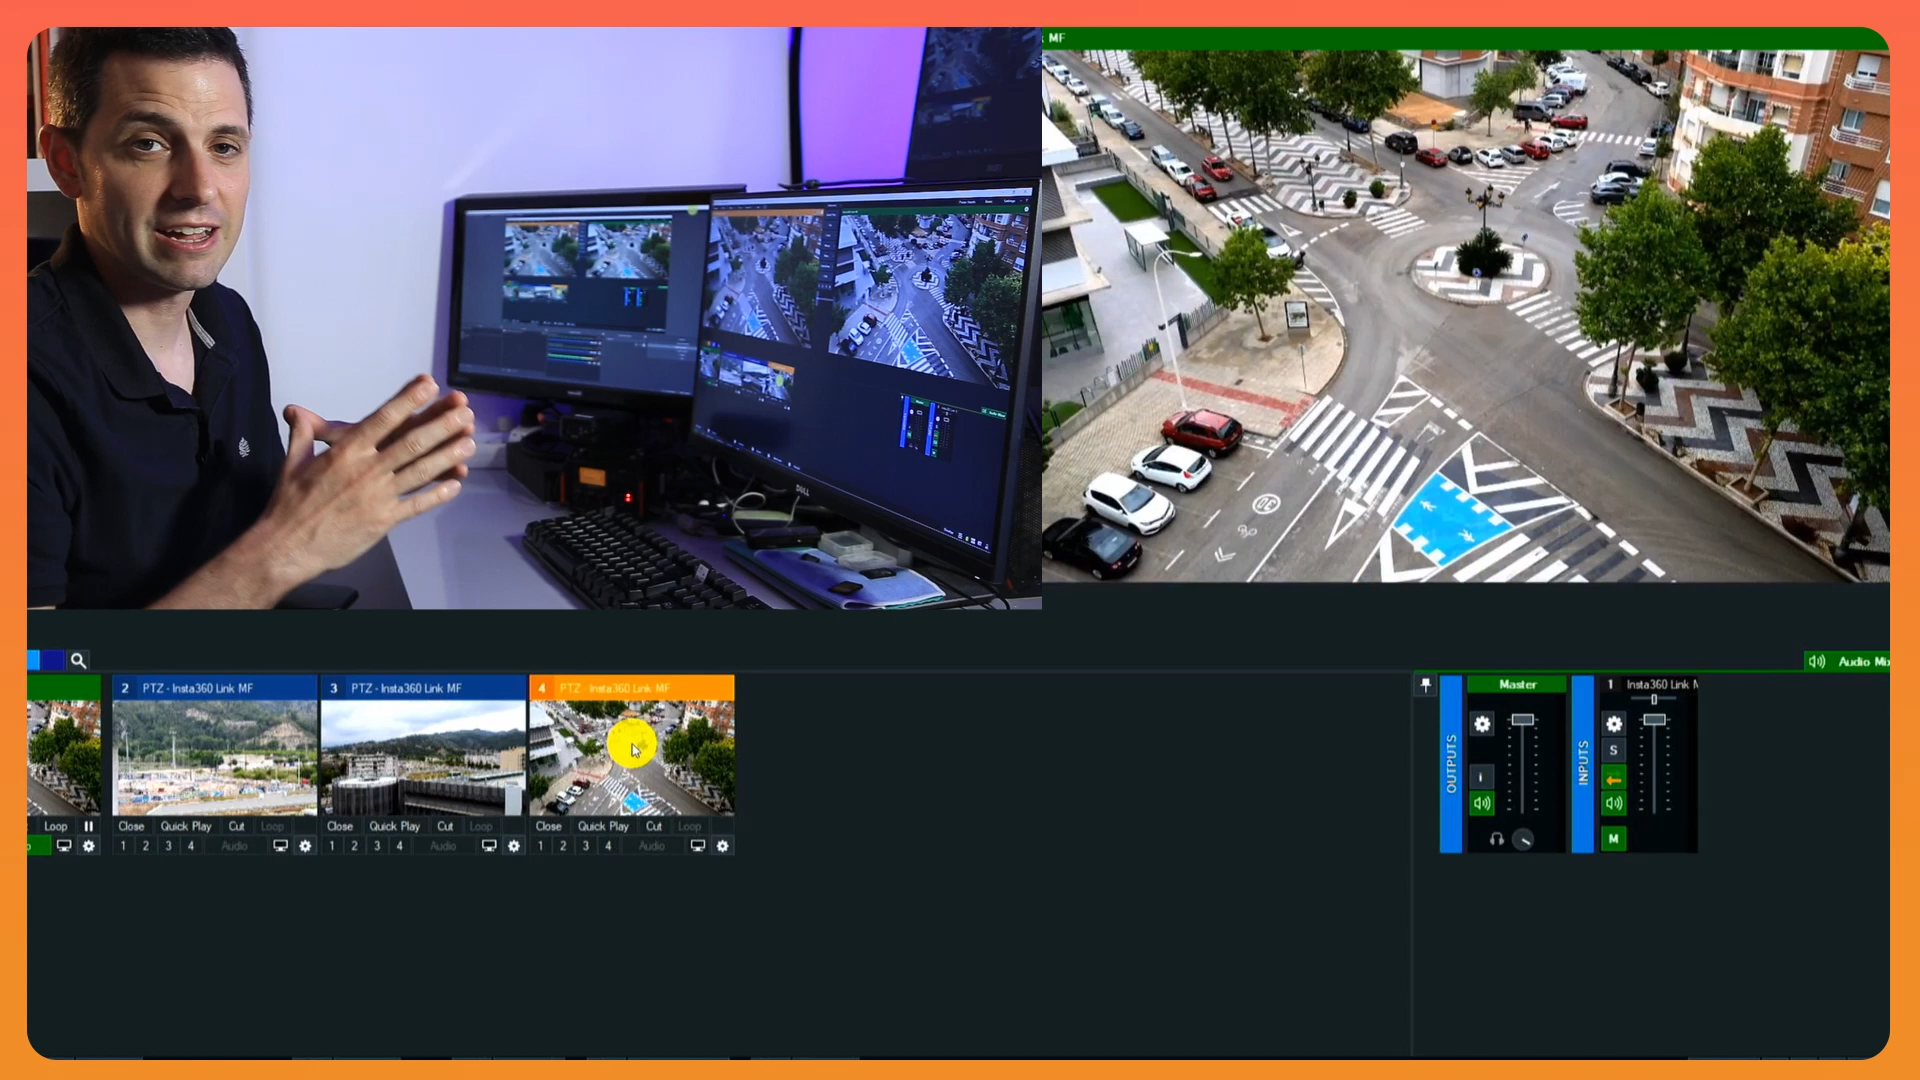 MF
30
DELL
Audio Mix
2 PTZ - Insta360 Link MF
3 PTZ - Insta360 Link MF
4 PTZ - Insta360 Link MF
Loop
Close Quick Play Cut Loop
1 2 3 4 Audio
Close Quick Play Cut Loop
1 2 3 4 Audio
Close Quick Play Cut Loop
1 2 3 4 Audio
OUTPUTS
Master
i
INPUTS
1 Insta360 Link M
S
M